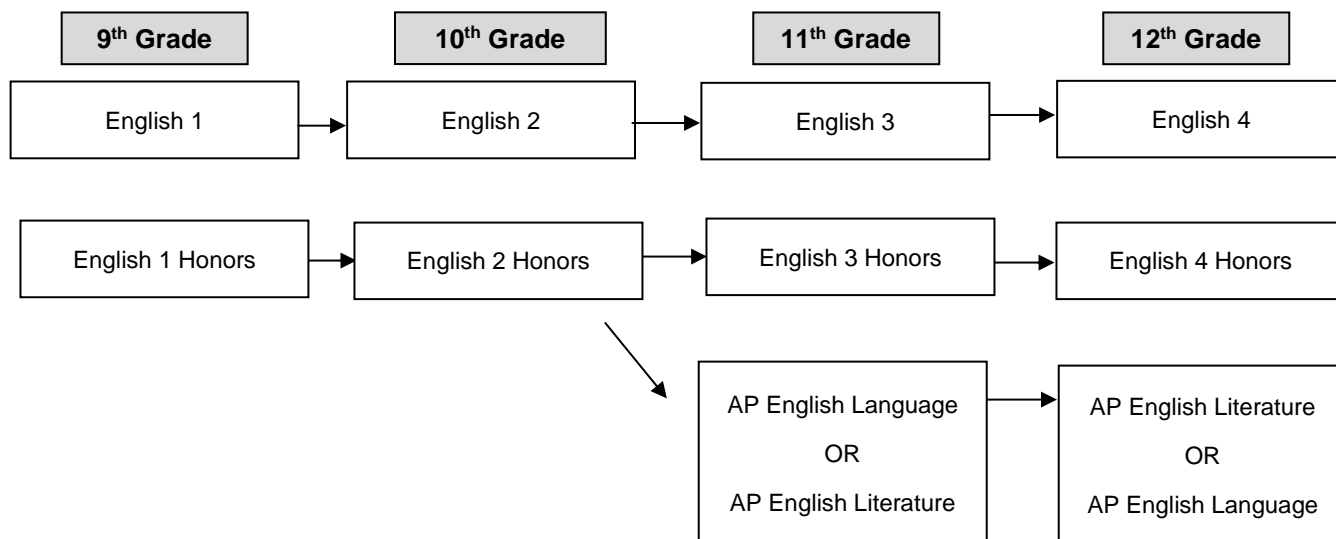 9th Grade
10th Grade
11th Grade
12th Grade
English 1
English 2
English 3
English 4
English 1 Honors
English 2 Honors
English 3 Honors
English 4 Honors
AP English Language
OR
AP English Literature
AP English Literature
OR
AP English Language